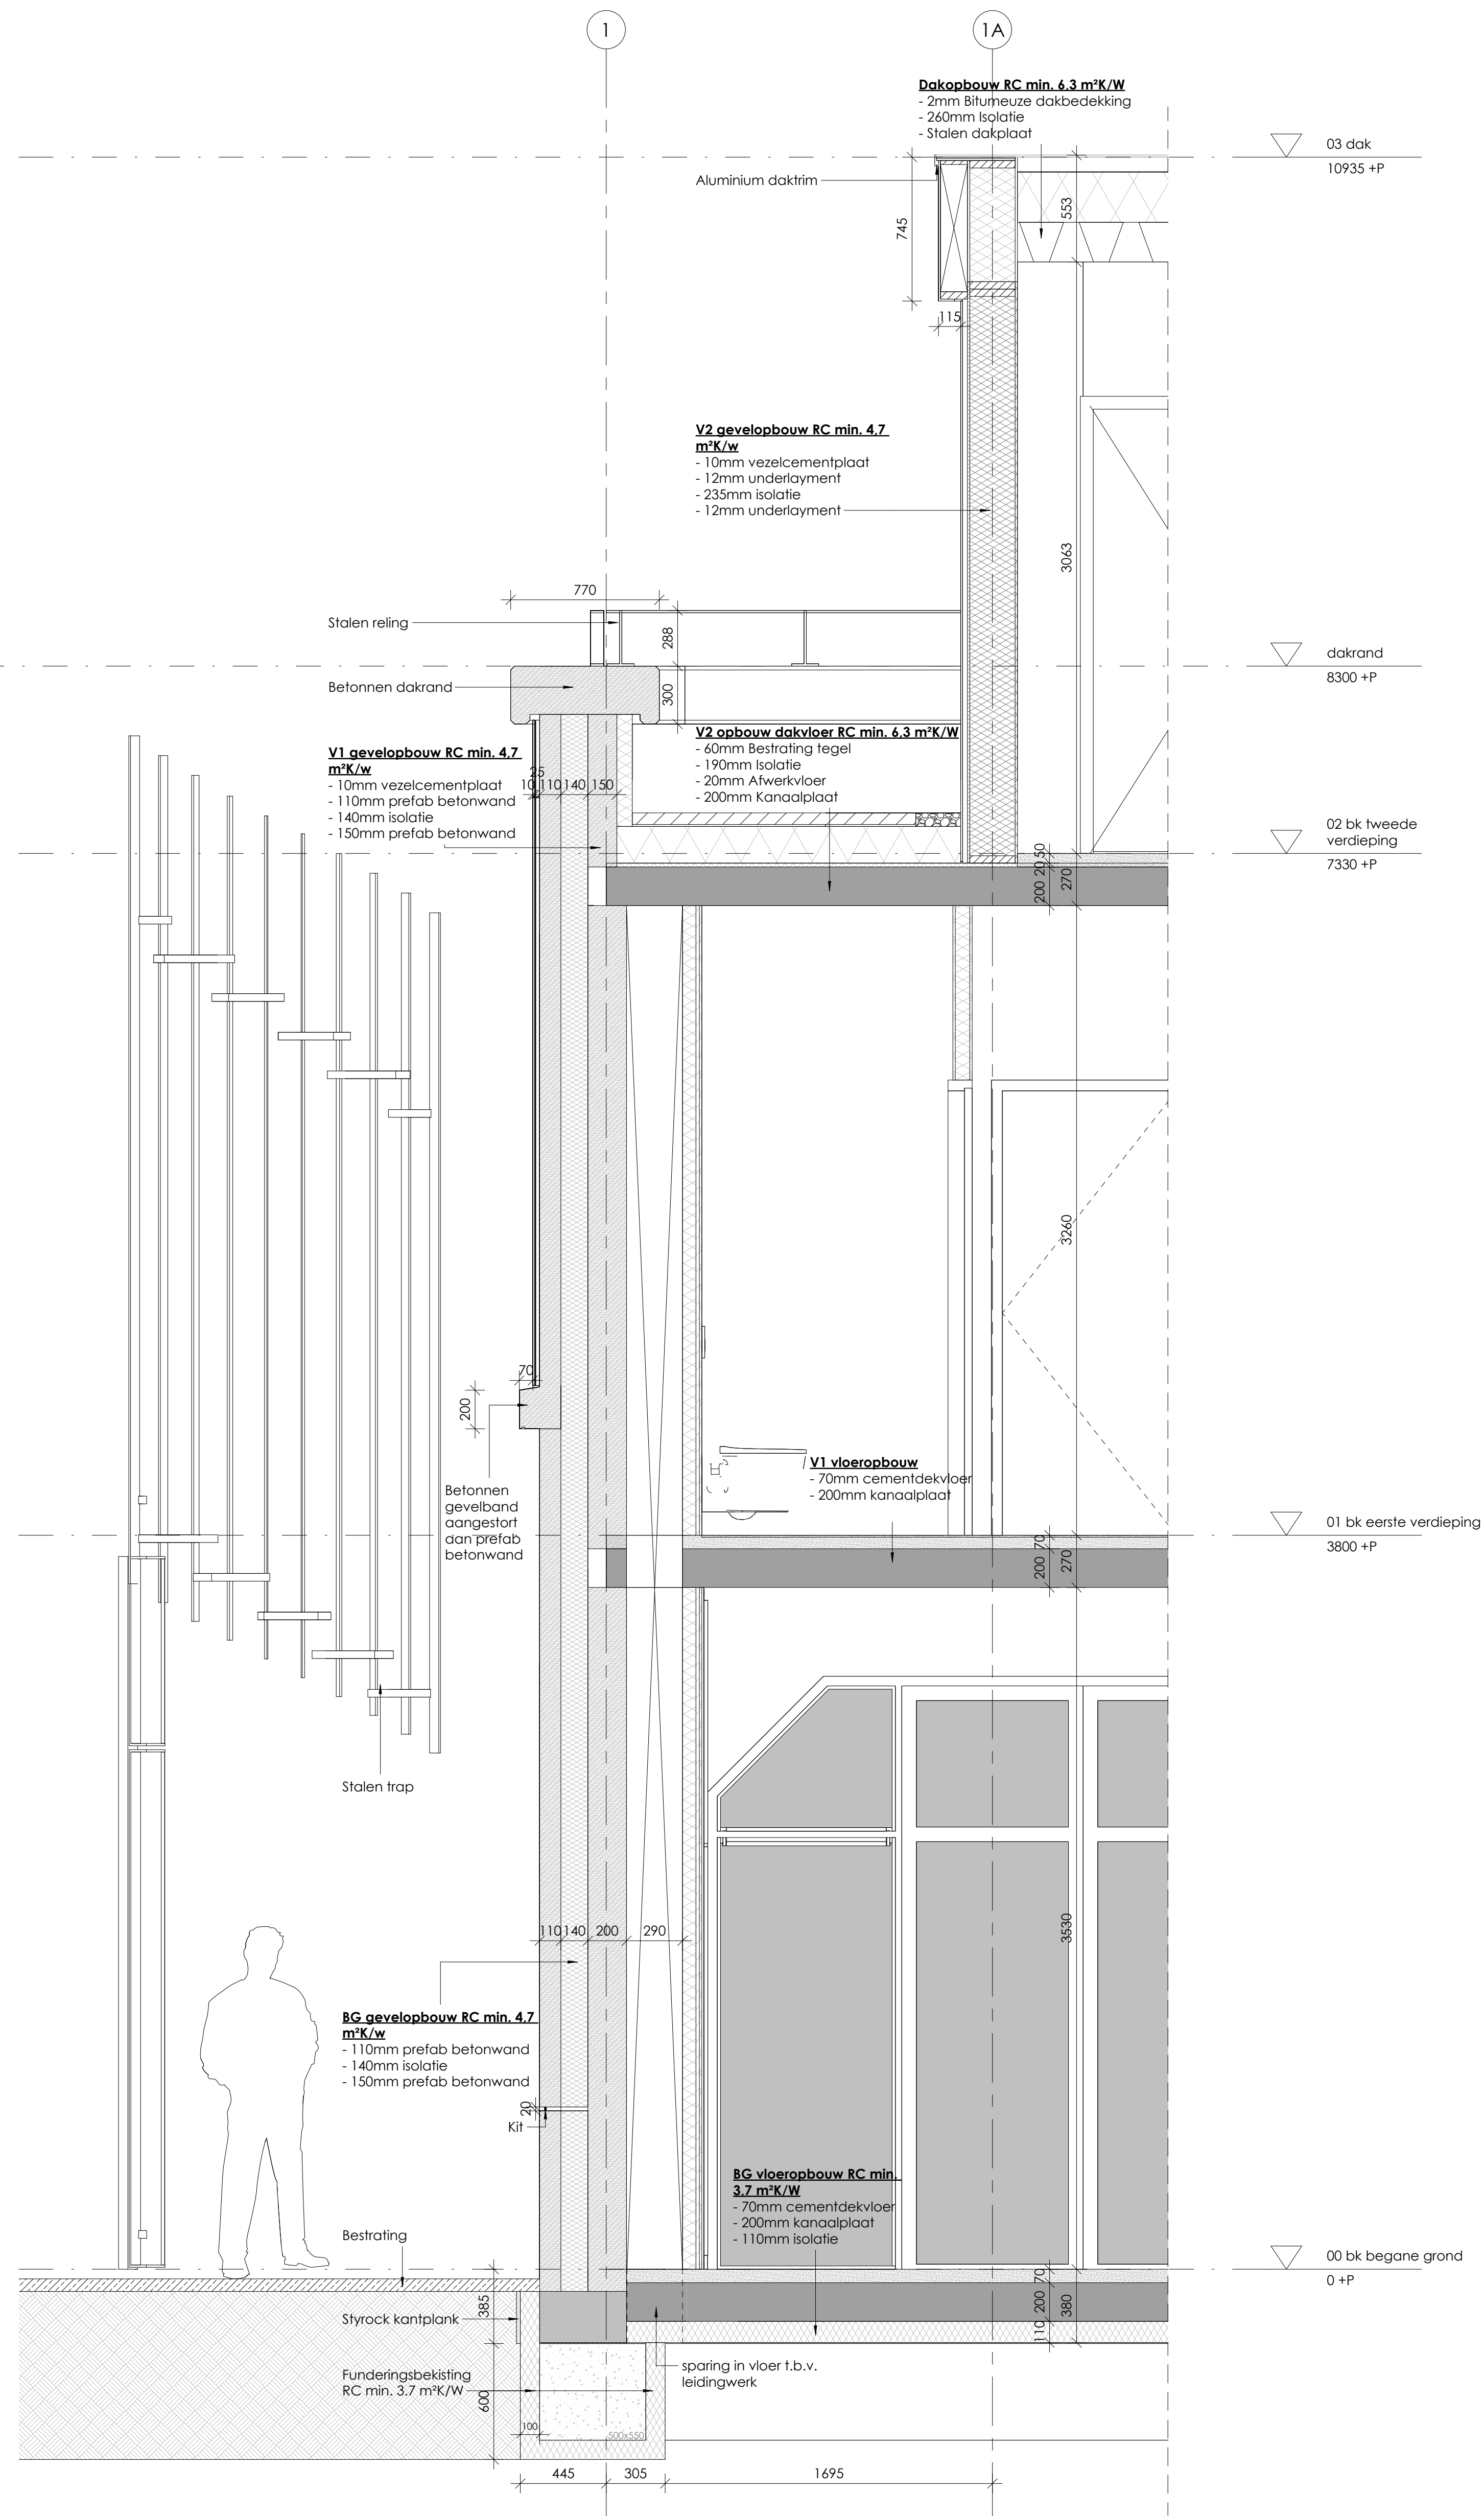 1
1A
Dakopbouw RC min. 6,3 m²K/W
- 2mm Bitumeuze dakbedekking
- 260mm Isolatie
- Stalen dakplaat
03 dak
10935 +P
Aluminium daktrim
745
553
115
V2 gevelopbouw RC min. 4,7
m²K/w
- 10mm vezelcementplaat
- 12mm underlayment
- 235mm isolatie
- 12mm underlayment
3063
770
Stalen reling
288
dakrand
8300 +P
Betonnen dakrand
300
V2 opbouw dakvloer RC min. 6,3 m²K/W
- 60mm Bestrating tegel
- 190mm Isolatie
- 20mm Afwerkvloer
- 200mm Kanaalplaat
V1 gevelopbouw RC min. 4,7
m²K/w
- 10mm vezelcementplaat
- 110mm prefab betonwand
- 140mm isolatie
- 150mm prefab betonwand
25
10 110 140 150
02 bk tweede
verdieping
7330 +P
200 20 50
270
3260
70
200
Betonnen
gevelband
aangestort
dan prefab
betonwand
V1 vloeropbouw
- 70mm cementdekvloer
- 200mm kanaalplaat
01 bk eerste verdieping
3800 +P
200 70
270
Stalen trap
110 140 200 290
3530
BG gevelopbouw RC min. 4,7
m²K/w
- 110mm prefab betonwand
- 140mm isolatie
- 150mm prefab betonwand
20
Kit
BG vloeropbouw RC min.
3,7 m²K/W
- 70mm cementdekvloer
- 200mm kanaalplaat
- 110mm isolatie
Bestrating
00 bk begane grond
0 +P
385
110 200 70
380
Styrock kantplank
sparing in vloer t.b.v.
leidingwerk
Funderingsbekisting
RC min. 3.7 m²K/W
600
100
500x550
445 305 1695